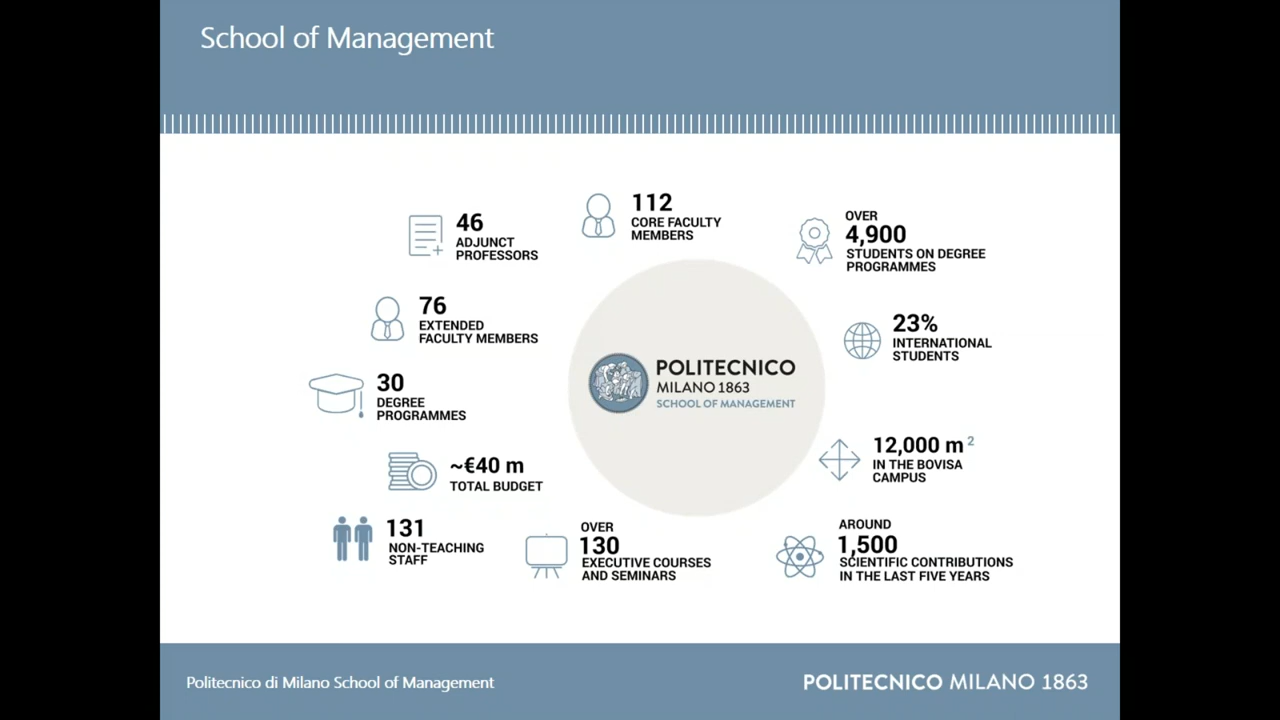 School of Management
112
CORE FACULTY
MEMBERS
OVER
4,900
STUDENTS ON DEGREE
PROGRAMMES
23%
INTERNATIONAL
STUDENTS
12,000 m²
IN THE BOVISA
CAMPUS
AROUND
1,500
SCIENTIFIC CONTRIBUTIONS
IN THE LAST FIVE YEARS
OVER
130
EXECUTIVE COURSES
AND SEMINARS
131
NON-TEACHING
STAFF
~€40 m
TOTAL BUDGET
30
DEGREE
PROGRAMMES
76
EXTENDED
FACULTY MEMBERS
46
ADJUNCT
PROFESSORS
POLITECNICO
MILANO 1863
SCHOOL OF MANAGEMENT
Politecnico di Milano School of Management
POLITECNICO MILANO 1863